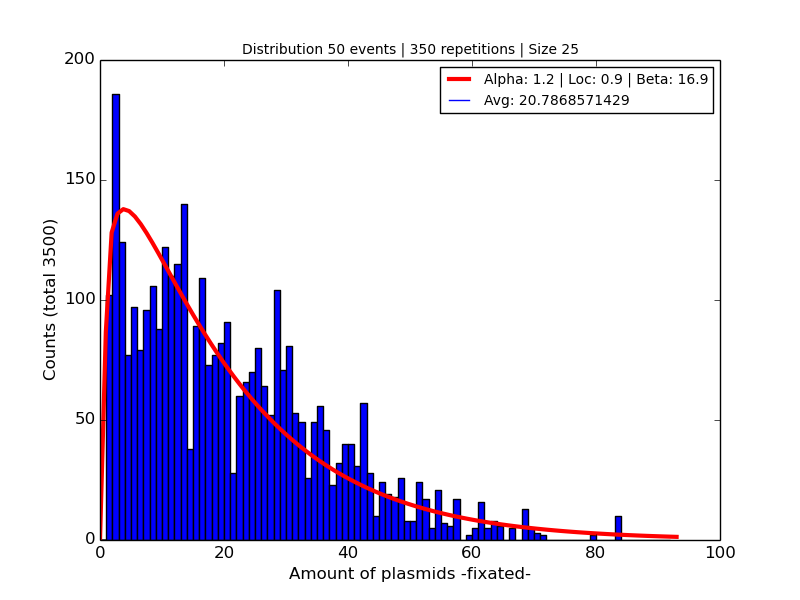 Distribution 50 events | 350 repetitions | Size 25
200
Alpha: 1.2 | Loc: 0.9 | Beta: 16.9
Avg: 20.7868571429
150
Counts (total 3500)
100
50
0
0 20 40 60 80 100
Amount of plasmids -fixated-